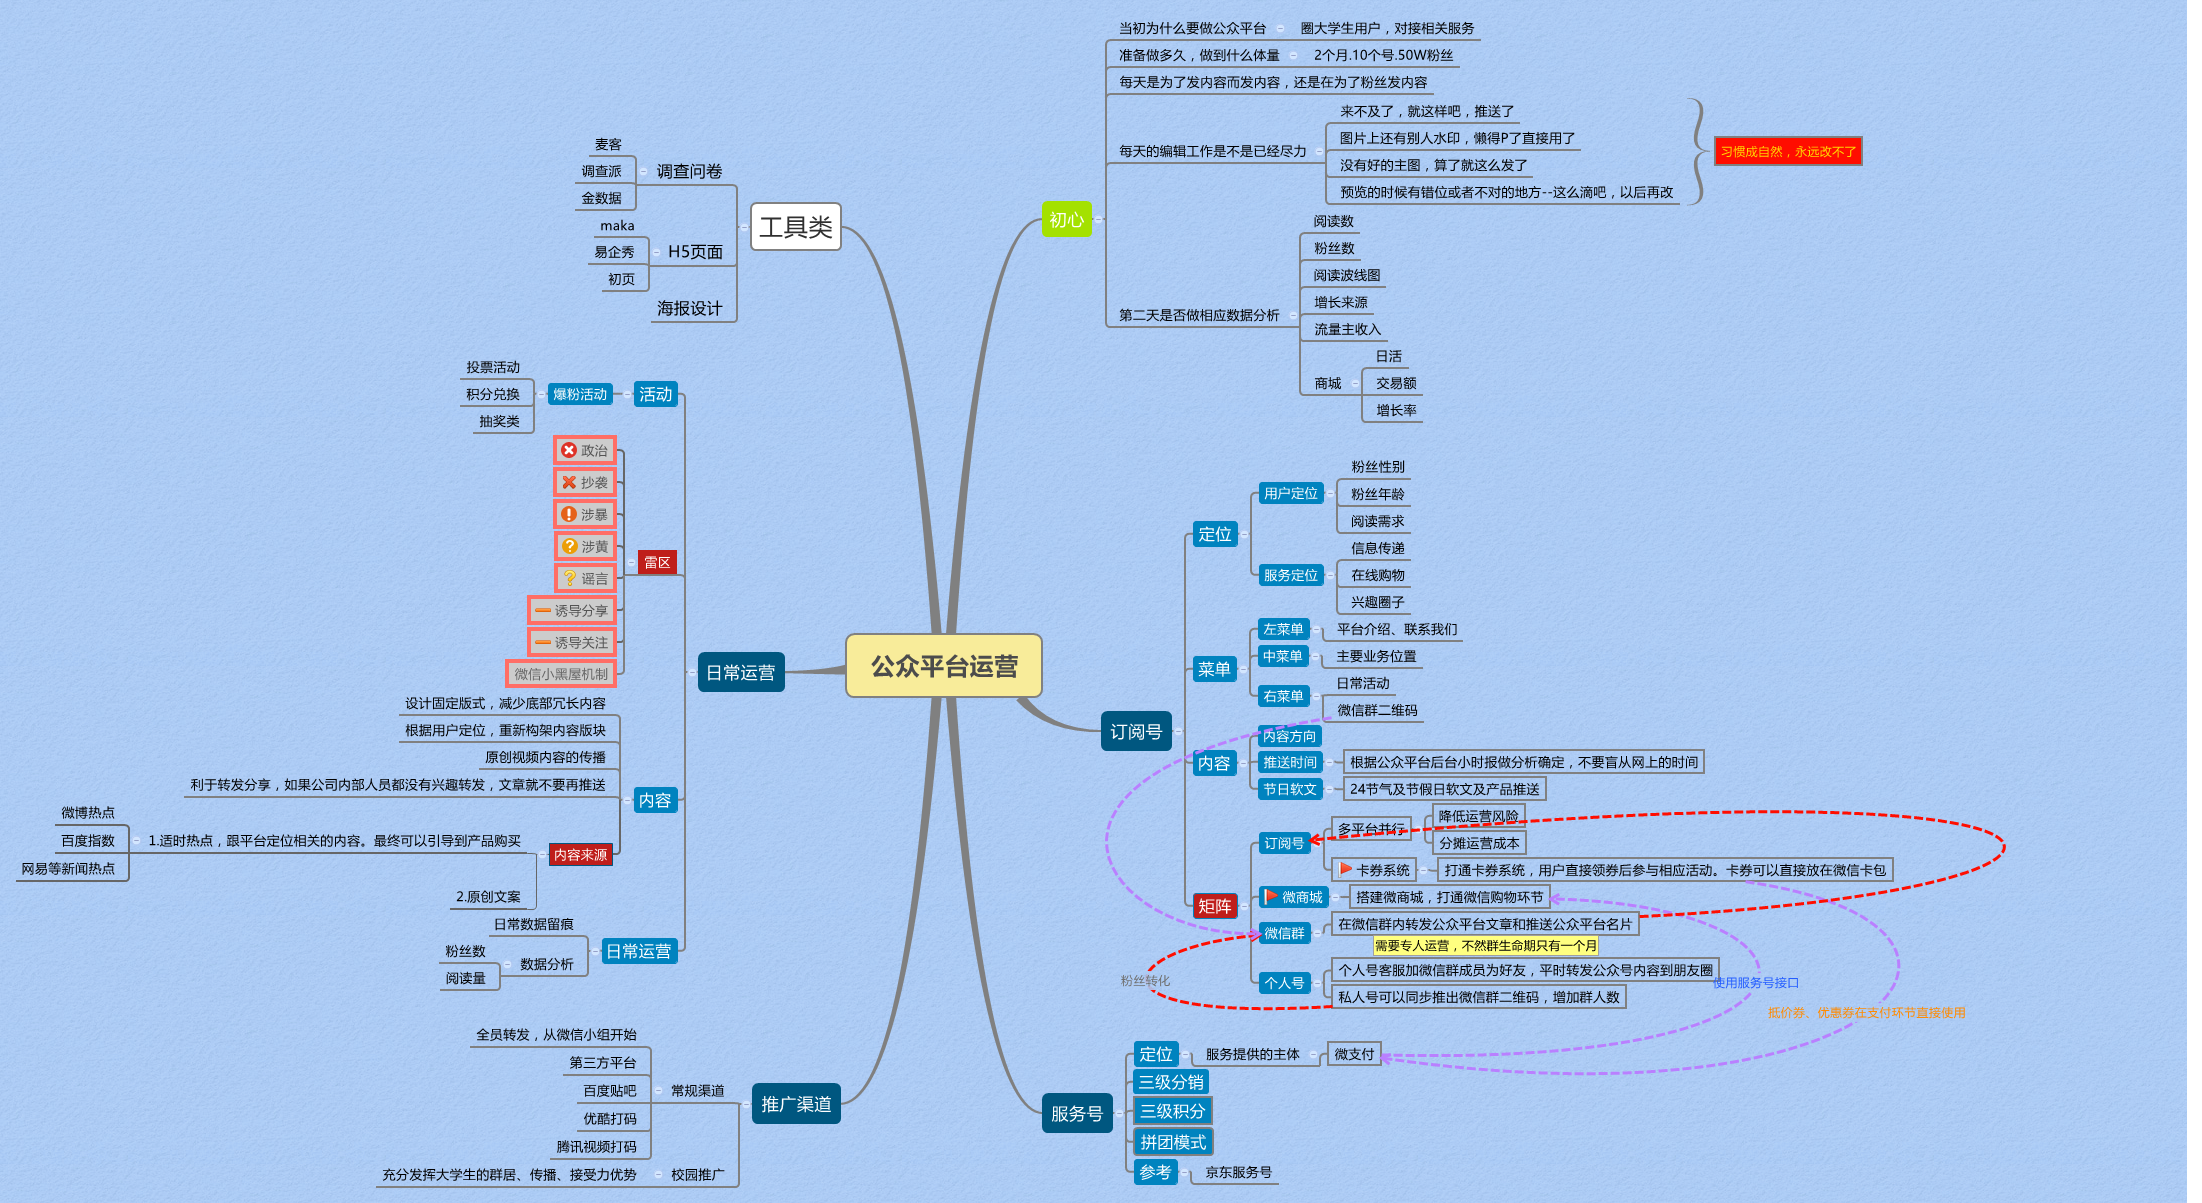 公众平台运营
初心
当初为什么要做公众平台
圈大学生用户，对接相关服务
准备做多久，做到什么体量
2个月.10个号.50W粉丝
每天是为了发内容而发内容，还是在为了粉丝发内容
每天的编辑工作是不是已经尽力
来不及了，就这样吧，推送了
图片上还有别人水印，懒得P了直接用了
没有好的主图，算了就这么发了
预览的时候有错位或者不对的地方--这么滴吧，以后再改
习惯成自然，永远改不了
第二天是否做相应数据分析
阅读数
粉丝数
阅读波线图
增长来源
流量主收入
商城
日活
交易额
增长率
订阅号
定位
用户定位
粉丝性别
粉丝年龄
阅读需求
服务定位
信息传递
在线购物
兴趣圈子
菜单
左菜单
平台介绍、联系我们
中菜单
主要业务位置
右菜单
日常活动
微信群二维码
内容
内容方向
推送时间
根据公众平台后台小时报做分析确定，不要盲从网上的时间
节日软文
24节气及节假日软文及产品推送
矩阵
订阅号
多平台并行
降低运营风险
分摊运营成本
卡券系统
打通卡券系统，用户直接领券后参与相应活动。卡券可以直接放在微信卡包
微商城
搭建微商城，打通微信购物环节
微信群
在微信群内转发公众平台文章和推送公众平台名片
需要专人运营，不然群生命期只有一个月
个人号
个人号客服加微信群成员为好友，平时转发公众号内容到朋友圈
私人号可以同步推出微信群二维码，增加群人数
粉丝转化
使用服务号接口
抵价券、优惠券在支付环节直接使用
服务号
定位
服务提供的主体
微支付
三级分销
三级积分
拼团模式
参考
京东服务号
工具类
调查问卷
麦客
调查派
金数据
H5页面
maka
易企秀
初页
海报设计
日常运营
活动
爆粉活动
投票活动
积分兑换
抽奖类
雷区
政治
抄袭
涉暴
涉黄
谣言
诱导分享
诱导关注
微信小黑屋机制
内容
设计固定版式，减少底部冗长内容
根据用户定位，重新构架内容版块
原创视频内容的传播
利于转发分享，如果公司内部人员都没有兴趣转发，文章就不要再推送
内容来源
1.适时热点，跟平台定位相关的内容。最终可以引导到产品购买
微博热点
百度指数
网易等新闻热点
2.原创文案
日常运营
日常数据留痕
数据分析
粉丝数
阅读量
推广渠道
常规渠道
全员转发，从微信小组开始
第三方平台
百度贴吧
优酷打码
腾讯视频打码
校园推广
充分发挥大学生的群居、传播、接受力优势